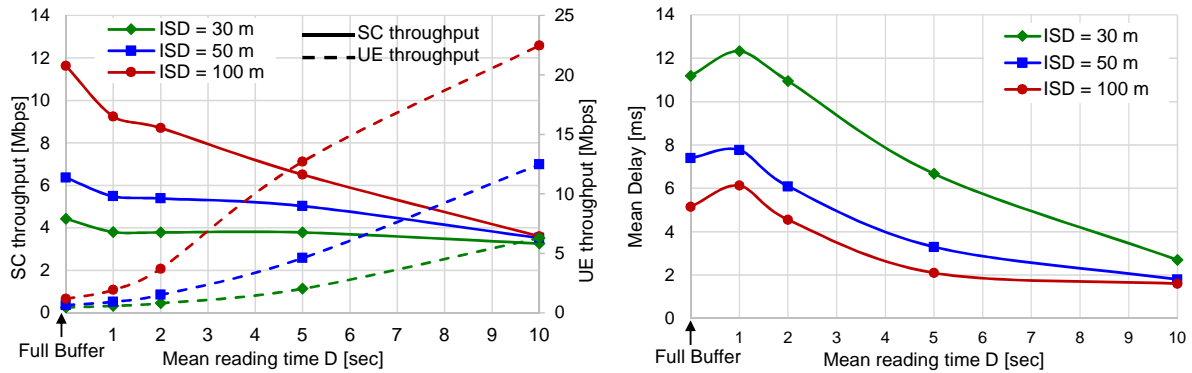 14
12
10
8
6
4
2
0
SC throughput [Mbps]
ISD = 30 m
ISD = 50 m
ISD = 100 m
SC throughput
UE throughput
25
20
15
10
5
0
UE throughput [Mbps]
1 2 3 4 5 6 7 8 9 10
Full Buffer
Mean reading time D [sec]
14
12
10
8
6
4
2
0
Mean Delay [ms]
ISD = 30 m
ISD = 50 m
ISD = 100 m
0 1 2 3 4 5 6 7 8 9 10
Full Buffer
Mean reading time D [sec]